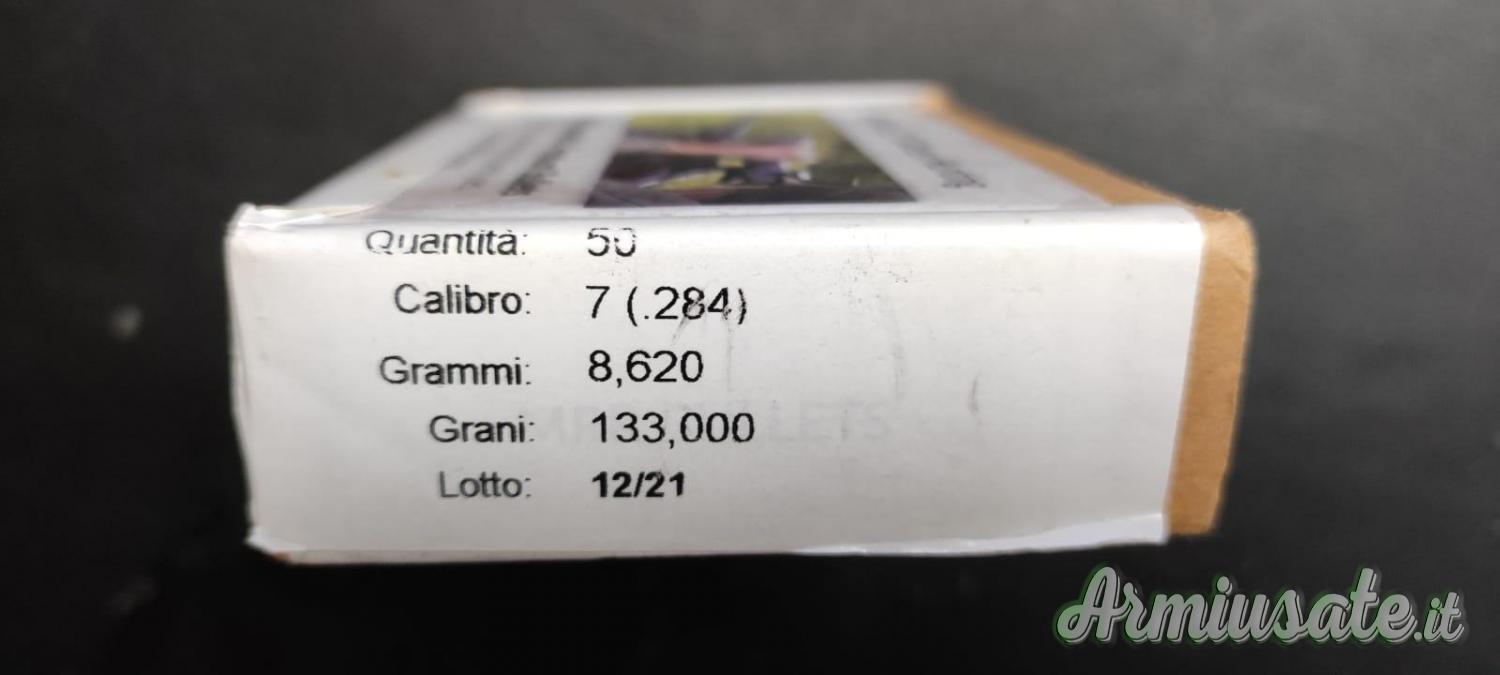 Quantità: 50
Calibro: 7 (.284)
Grammi: 8,620
Grani: 133,000
Lotto: 12/21
Armiusate.it